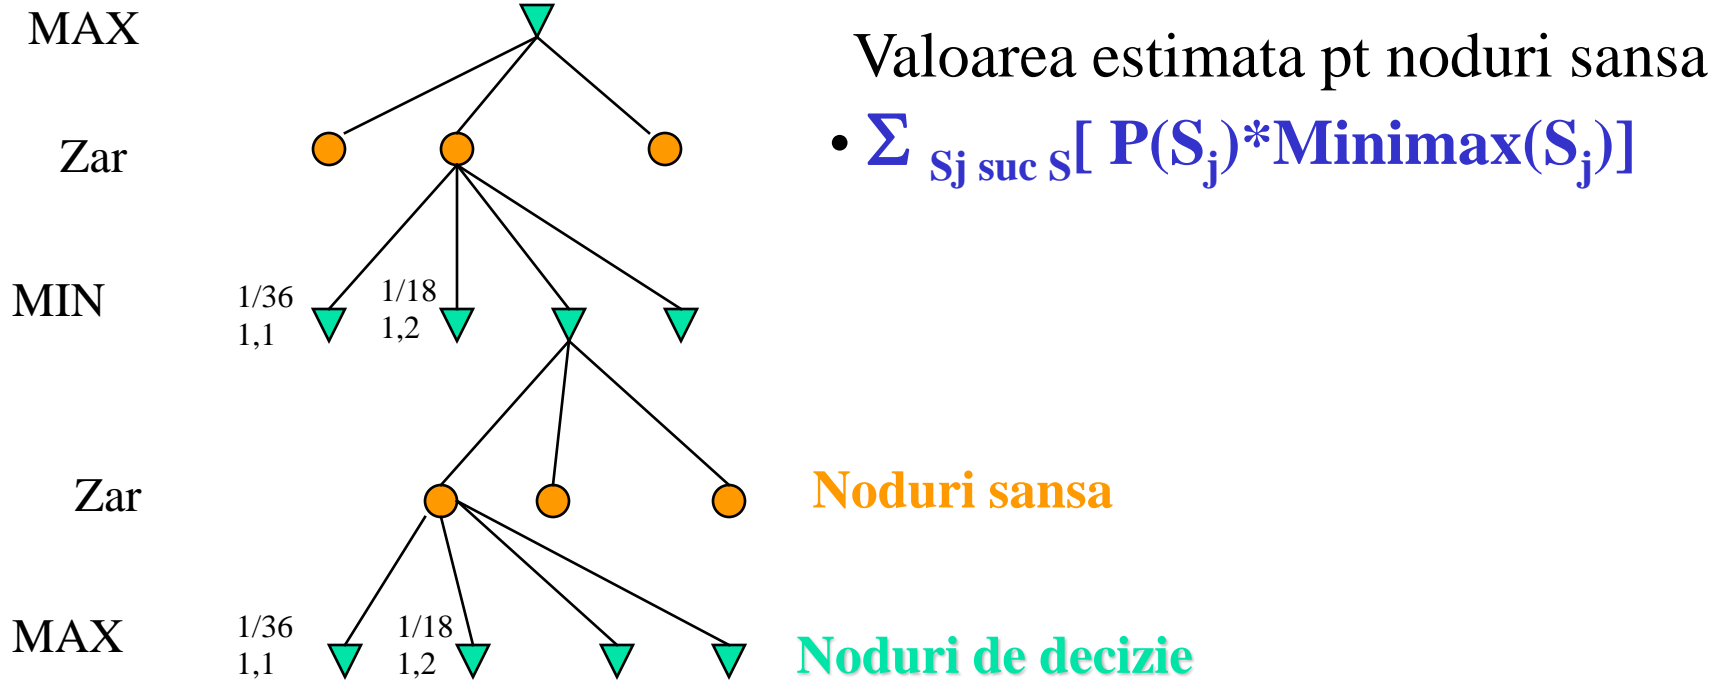 MAX
Valoarea estimata pt noduri sansa
• Σ Sj suc S[ P(Sj)*Minimax(Sj)]
Zar
MIN
1/36
1,1
1/18
1,2
Zar
Noduri sansa
MAX
1/36
1,1
1/18
1,2
Noduri de decizie